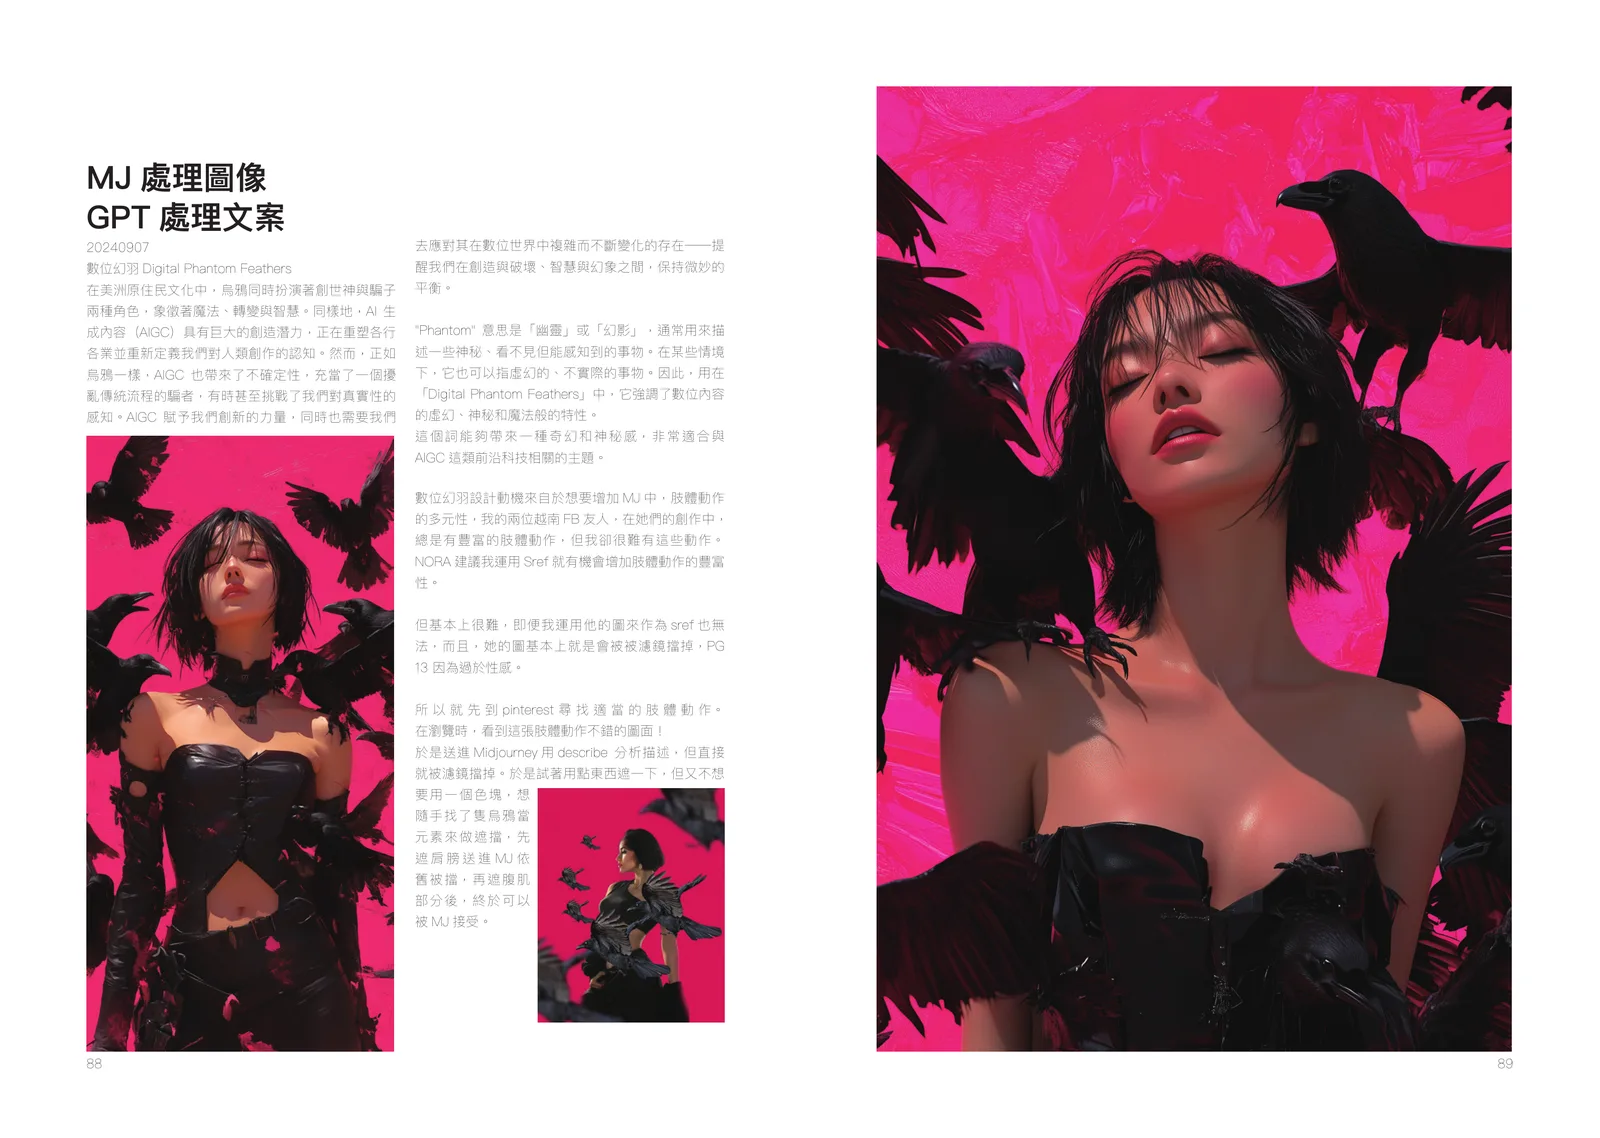 MJ 處理圖像
GPT 處理文案
20240907
數位幻羽 Digital Phantom Feathers
在美洲原住民文化中，烏鴉同時扮演著創世神與騙子
兩種角色，象徵著魔法、轉變與智慧。同樣地，AI 生
成內容（AIGC）具有巨大的創造潛力，正在重塑各行
各業並重新定義我們對人類創作的認知。然而，正如
烏鴉一樣，AIGC 也帶來了不確定性，充當了一個擾
亂傳統流程的騙者，有時甚至挑戰了我們對真實性的
感知。AIGC 賦予我們創新的力量，同時也需要我們
去應對其在數位世界中複雜而不斷變化的存在——提
醒我們在創造與破壞、智慧與幻象之間，保持微妙的
平衡。
"Phantom" 意思是「幽靈」或「幻影」，通常用來描
述一些神秘、看不見但能感知到的事物。在某些情境
下，它也可以指虛幻的、不實際的事物。因此，用在
「Digital Phantom Feathers」中，它強調了數位內容
的虛幻、神秘和魔法般的特性。
這個詞能夠帶來一種奇幻和神秘感，非常適合與
AIGC 這類前沿科技相關的主題。
數位幻羽設計動機來自於想要增加 MJ 中，肢體動作
的多元性，我的兩位越南 FB 友人，在她們的創作中，
總是有豐富的肢體動作，但我卻很難有這些動作。
NORA 建議我運用 Sref 就有機會增加肢體動作的豐富
性。
但基本上很難，即便我運用他的圖來作為 sref 也無
法，而且，她的圖基本上就是會被被濾鏡擋掉，PG
13 因為過於性感。
所以就先到 pinterest 尋找適當的肢體動作。
在瀏覽時，看到這張肢體動作不錯的圖面！
於是送進 Midjourney 用 describe 分析描述，但直接
就被濾鏡擋掉。於是試著用點東西遮一下，但又不想
要用一個色塊，想
隨手找了隻烏鴉當
元素來做遮擋，先
遮肩膀送進 MJ 依
舊被擋，再遮腹肌
部分後，終於可以
被 MJ 接受。
88
89